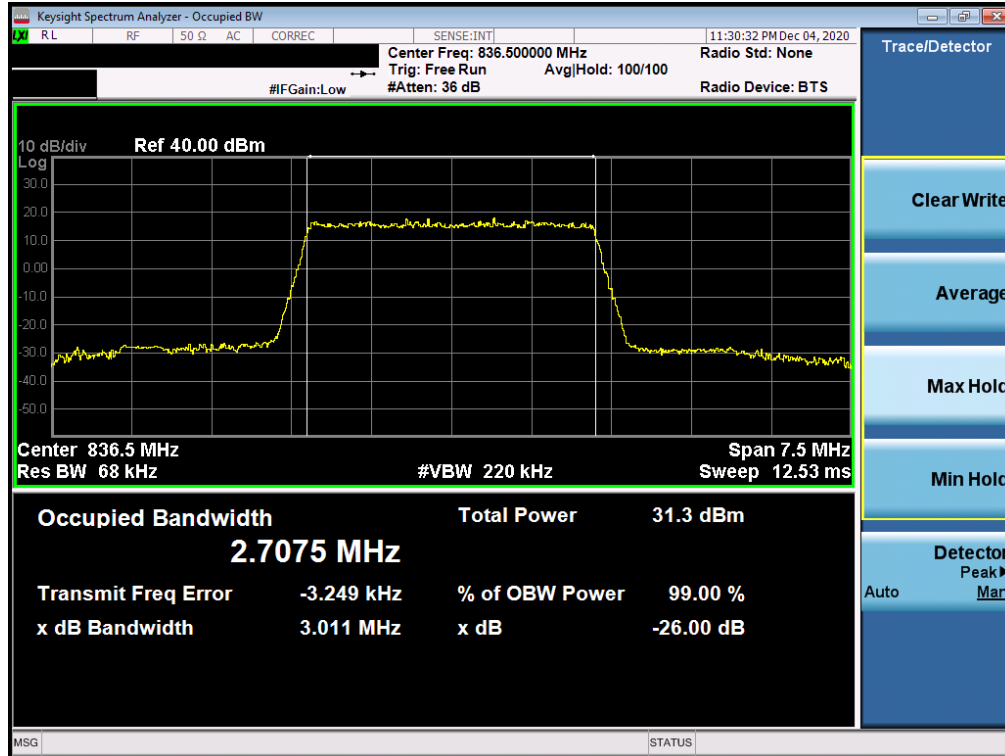 Keysight Spectrum Analyzer - Occupied BW
LXI RL RF 50 Ω AC CORREC SENSE:INT 11:30:32 PM Dec 04, 2020
Center Freq: 836.500000 MHz Radio Std: None
Trig: Free Run Avg|Hold: 100/100
#IFGain:Low #Atten: 36 dB Radio Device: BTS
Trace/Detector
10 dB/div Ref 40.00 dBm
Log
30.0
20.0
10.0
0.00
-10.0
-20.0
-30.0
-40.0
-50.0
Center 836.5 MHz Span 7.5 MHz
Res BW 68 kHz #VBW 220 kHz Sweep 12.53 ms
Occupied Bandwidth Total Power 31.3 dBm
2.7075 MHz
Transmit Freq Error -3.249 kHz % of OBW Power 99.00 %
x dB Bandwidth 3.011 MHz x dB -26.00 dB
Clear Write
Average
Max Hold
Min Hold
Detector
Peak
Auto Man
MSG STATUS